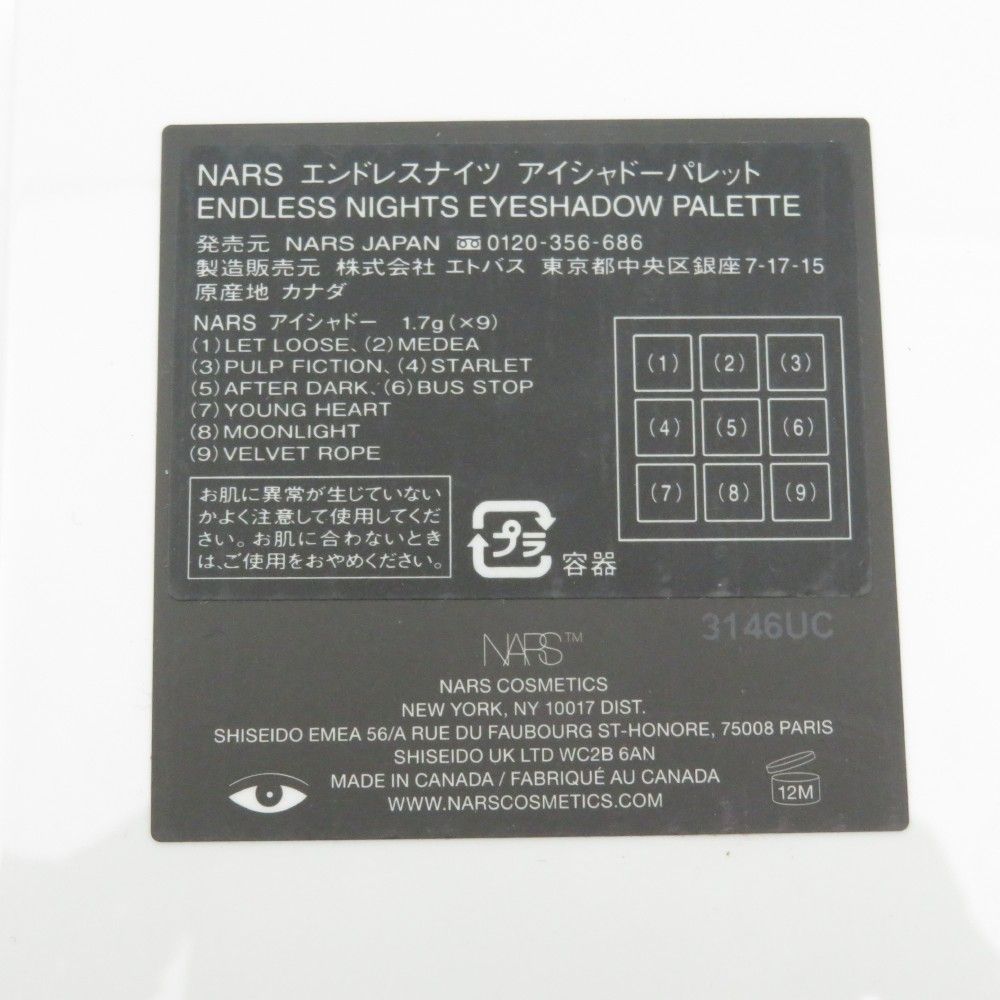 NARS エンドレスナイツ アイシャドーパレット
ENDLESS NIGHTS EYESHADOW PALETTE
発売元 NARS JAPAN 0120-356-686
製造販売元 株式会社 エトバス 東京都中央区銀座7-17-15
原産地 カナダ
NARS アイシャドー 1.7g(×9)
(1)LET LOOSE、(2)MEDEA
(3)PULP FICTION、(4)STARLET
(5)AFTER DARK、(6)BUS STOP
(7)YOUNG HEART
(8)MOONLIGHT
(9)VELVET ROPE
(1) (2) (3)
(4) (5) (6)
(7) (8) (9)
お肌に異常が生じていない
かよく注意して使用してくだ
さい。お肌に合わないとき
は、ご使用をおやめください。
プラ
容器
3146UC
NARS™
NARS COSMETICS
NEW YORK, NY 10017 DIST.
SHISEIDO EMEA 56/A RUE DU FAUBOURG ST-HONORE, 75008 PARIS
SHISEIDO UK LTD WC2B 6AN
MADE IN CANADA / FABRIQUÉ AU CANADA
WWW.NARSCOSMETICS.COM
12M